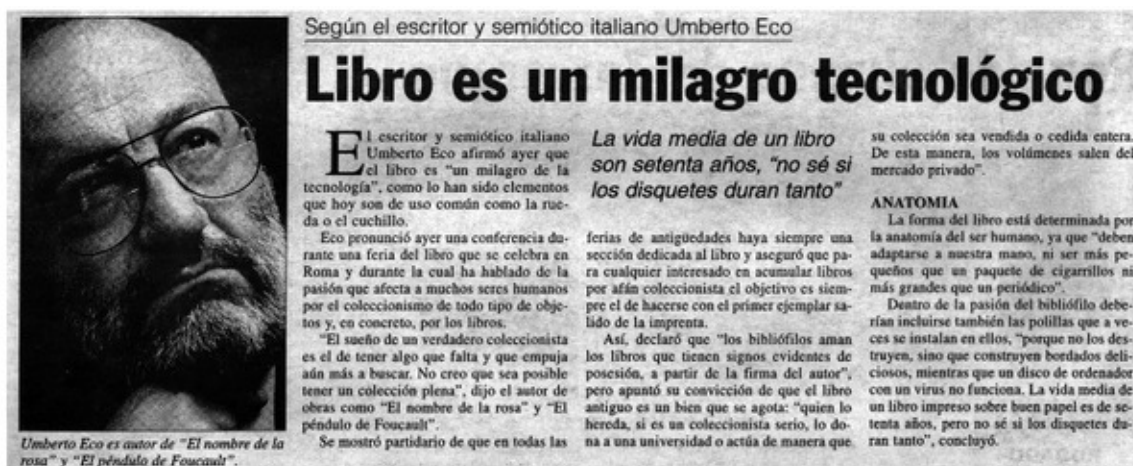 Según el escritor y semiótico italiano Umberto Eco
Libro es un milagro tecnológico
El escritor y semiótico italiano
Umberto Eco afirmó ayer que
el libro es “un milagro de la
tecnología”, como lo han sido elementos
que hoy son de uso común como la rue-
da o el cuchillo.
Eco pronunció ayer una conferencia du-
rante una feria del libro que se celebra en
Roma y durante la cual ha hablado de la
pasión que afecta a muchos seres humanos
por el coleccionismo de todo tipo de obje-
tos y, en concreto, por los libros.
“El sueño de un verdadero coleccionista
es el de tener algo que falta y que empuja
aún más a buscar. No creo que sea posible
tener un colección plena”, dijo el autor de
obras como “El nombre de la rosa” y “El
péndulo de Foucault”.
Se mostró partidario de que en todas las
La vida media de un libro
son setenta años, “no sé si
los disquetes duran tanto”
ferias de antigüedades haya siempre una
sección dedicada al libro y aseguró que pa-
ra cualquier interesado en acumular libros
por afán coleccionista el objetivo es siem-
pre el de hacerse con el primer ejemplar sa-
lido de la imprenta.
Así, declaró que “los bibliófilos aman
los libros que tienen signos evidentes de
posesión, a partir de la firma del autor”,
pero apuntó su convicción de que el libro
antiguo es un bien que se agota: “quien lo
hereda, si es un coleccionista serio, lo do-
na a una universidad o actúa de manera que
su colección sea vendida o cedida entera.
De esta manera, los volúmenes salen del
mercado privado”.
ANATOMIA
La forma del libro está determinada por
la anatomía del ser humano, ya que “deben
adaptarse a nuestra mano, ni ser más pe-
queños que un paquete de cigarrillos ni
más grandes que un periódico”.
Dentro de la pasión del bibliófilo debe-
rían incluirse también las polillas que a ve-
ces se instalan en ellos, “porque no los des-
truyen, sino que construyen bordados deli-
ciosos, mientras que un disco de ordenador
con un virus no funciona. La vida media de
un libro impreso sobre buen papel es de se-
tenta años, pero no sé si los disquetes du-
ran tanto”, concluyó.
Umberto Eco es autor de “El nombre de la
rosa” y “El péndulo de Foucault”.